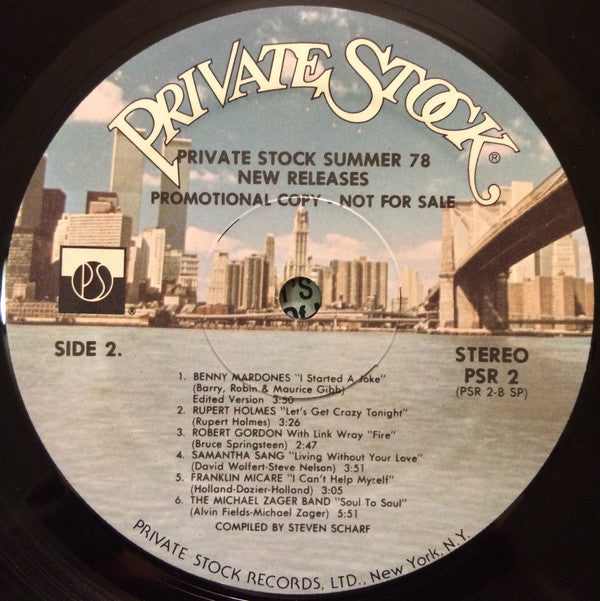 PRIVATE STOCK®
PRIVATE STOCK SUMMER 78
NEW RELEASES
PROMOTIONAL COPY - NOT FOR SALE
PS®
SIDE 2.
STEREO
PSR 2
(PSR 2-B SP)
1. BENNY MARDONES "I Started A Joke"
(Barry, Robin & Maurice Gibb)
Edited Version 3:50
2. RUPERT HOLMES "Let's Get Crazy Tonight"
(Rupert Holmes) 3:26
3. ROBERT GORDON With Link Wray "Fire"
(Bruce Springsteen) 2:47
4. SAMANTHA SANG "Living Without Your Love"
(David Wolfert-Steve Nelson) 3:51
5. FRANKLIN MICARE "I Can't Help Myself"
(Holland-Dozier-Holland) 3:05
6. THE MICHAEL ZAGER BAND "Soul To Soul"
(Alvin Fields-Michael Zager) 5:51
COMPILED BY STEVEN SCHARF
PRIVATE STOCK RECORDS, LTD., New York, N.Y.